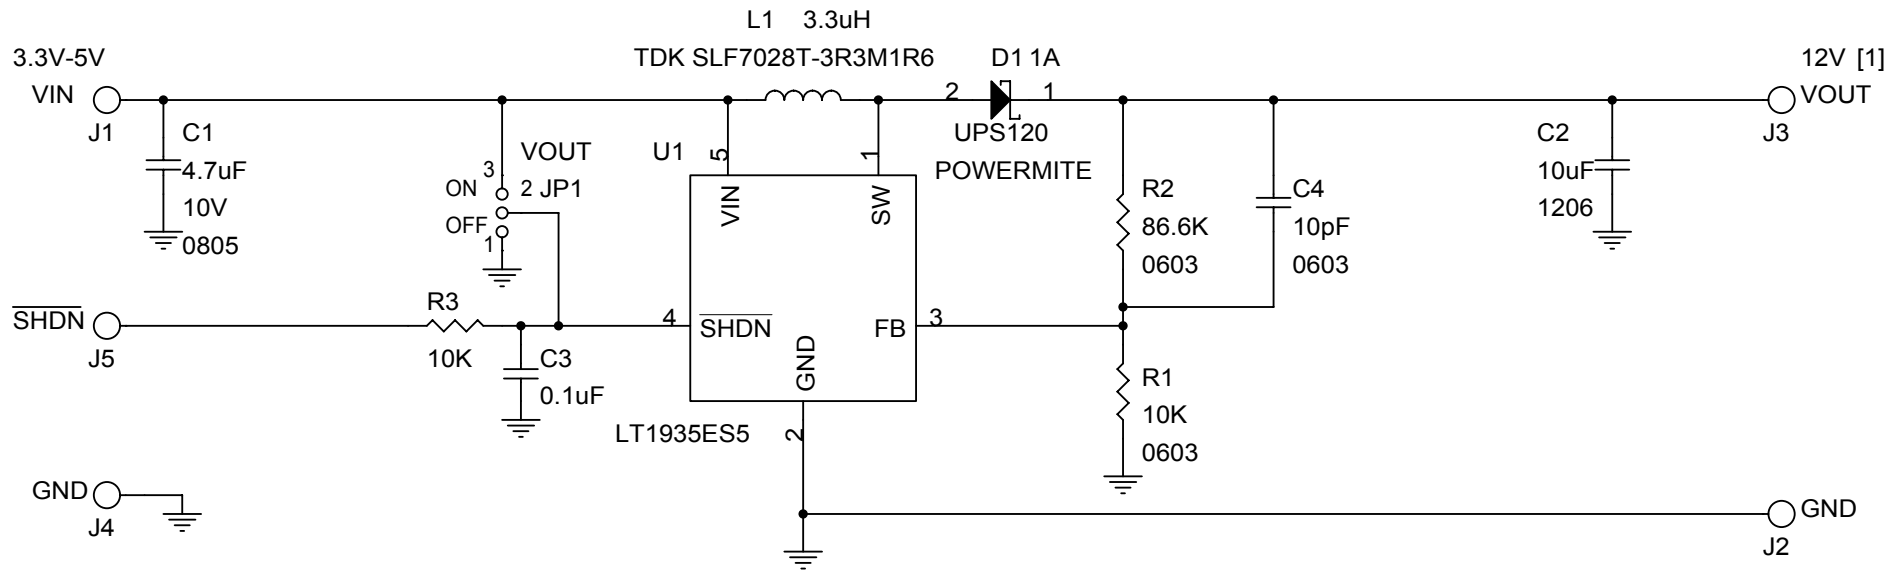 L1 3.3uH
3.3V-5V
TDK SLF7028T-3R3M1R6
D1 1A
12V [1]
VIN
2
1
VOUT
J1
J3
C1
4.7uF
10V
0805
VOUT
3
ON
2 JP1
OFF
1
U1
5
1
VIN
SW
UPS120
POWERMITE
R2
86.6K
0603
C4
10pF
0603
C2
10uF
1206
SHDN
J5
R3
10K
C3
0.1uF
4
SHDN
FB
3
GND
2
LT1935ES5
R1
10K
0603
GND
J4
GND
J2